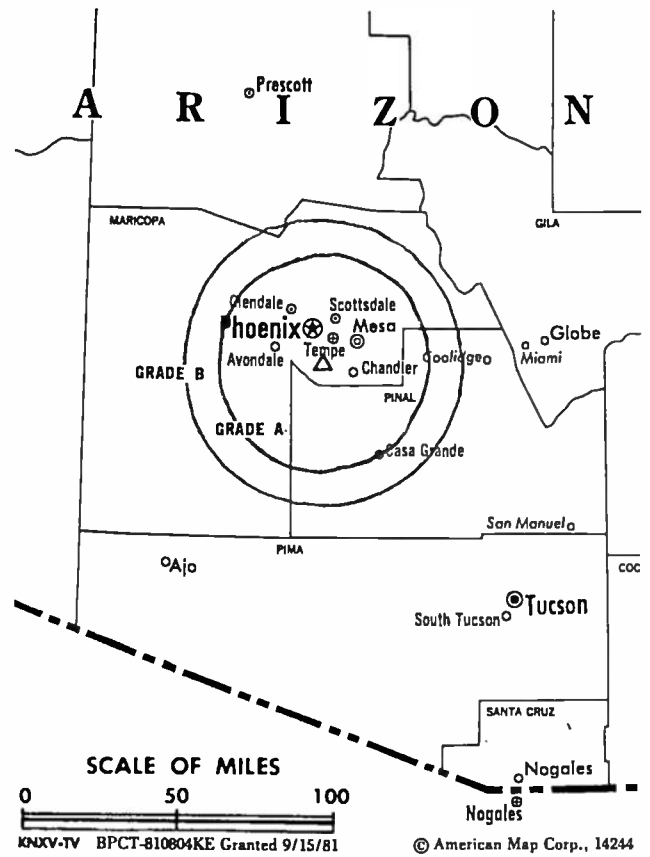 Prescott
A R I Z O N
MARICOPA
GILA
Glendale
Scottsdale
Phoenix
Mesa
Globe
Tempe
Miami
Avondale
Coolidge
Chandler
GRADE B
PINAL
GRADE A
Casa Grande
San Manuel
PIMA
Ajo
COC
Tucson
South Tucson
SANTA CRUZ
SCALE OF MILES
Nogales
0 50 100
Nogales
KNXV-TV BPCT-810804KE Granted 9/15/81
© American Map Corp., 14244